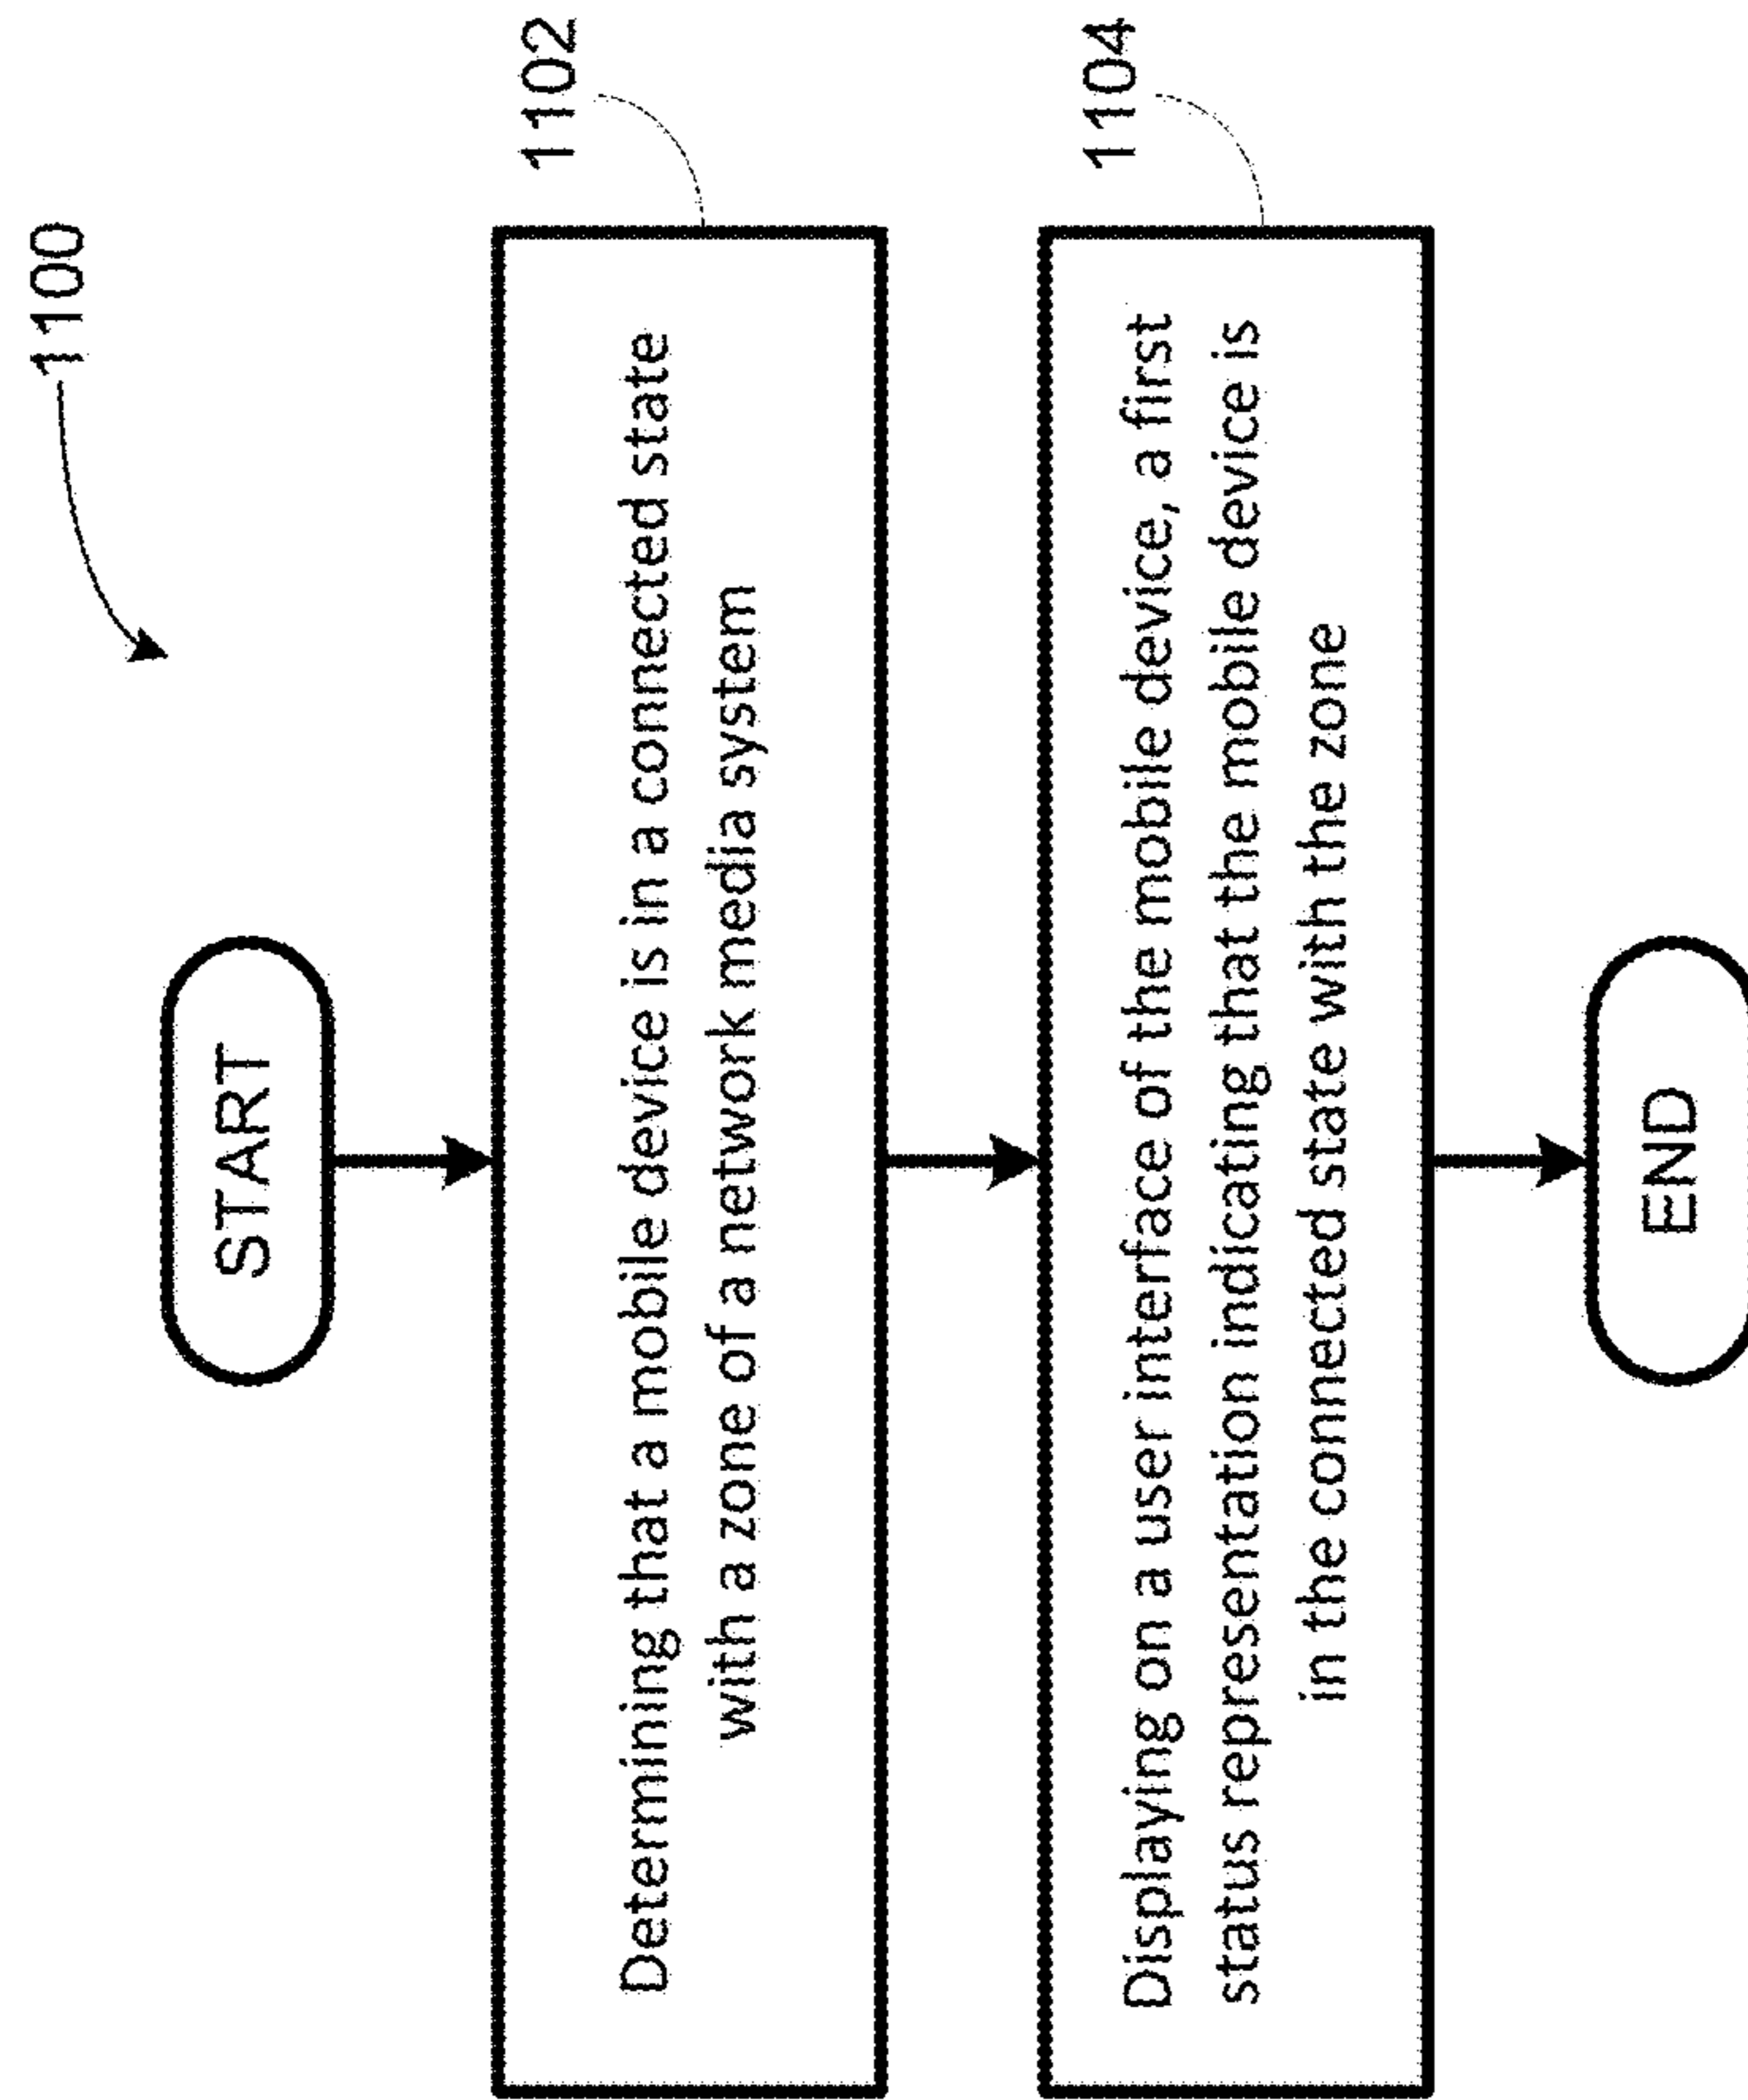 1100
START
Determining that a mobile device is in a connected state
with a zone of a network media system
1102
Displaying on a user interface of the mobile device, a first
status representation indicating that the mobile device is
in the connected state with the zone
1104
END